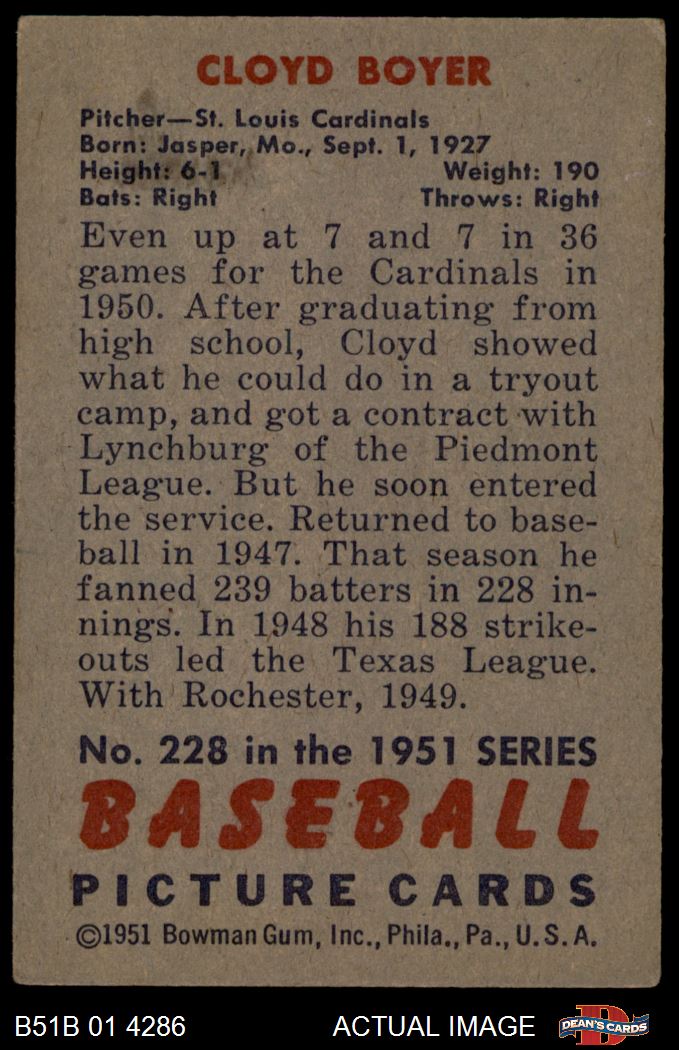 CLOYD BOYER
Pitcher—St. Louis Cardinals
Born: Jasper, Mo., Sept. 1, 1927
Height: 6-1 Weight: 190
Bats: Right Throws: Right
Even up at 7 and 7 in 36
games for the Cardinals in
1950. After graduating from
high school, Cloyd showed
what he could do in a tryout
camp, and got a contract with
Lynchburg of the Piedmont
League. But he soon entered
the service. Returned to base-
ball in 1947. That season he
fanned 239 batters in 228 in-
nings. In 1948 his 188 strike-
outs led the Texas League.
With Rochester, 1949.
No. 228 in the 1951 SERIES
BASEBALL
PICTURE CARDS
©1951 Bowman Gum, Inc., Phila., Pa., U.S.A.
B51B 01 4286 ACTUAL IMAGE D DEAN'S CARDS